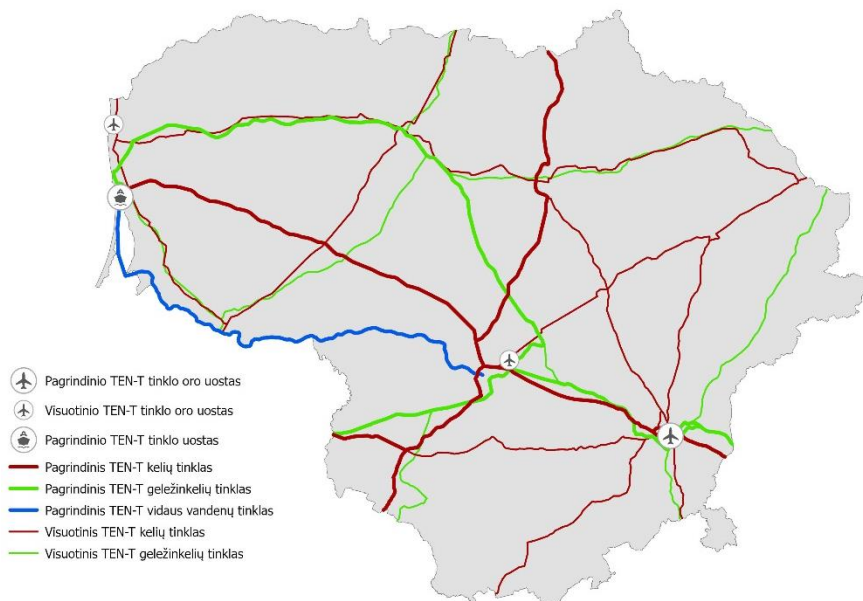 Pagrindinio TEN-T tinklo oro uostas
Visuotinio TEN-T tinklo oro uostas
Pagrindinio TEN-T tinklo uostas
Pagrindinis TEN-T kelių tinklas
Pagrindinis TEN-T geležinkelių tinklas
Pagrindinis TEN-T vidaus vandenų tinklas
Visuotinis TEN-T kelių tinklas
Visuotinis TEN-T geležinkelių tinklas